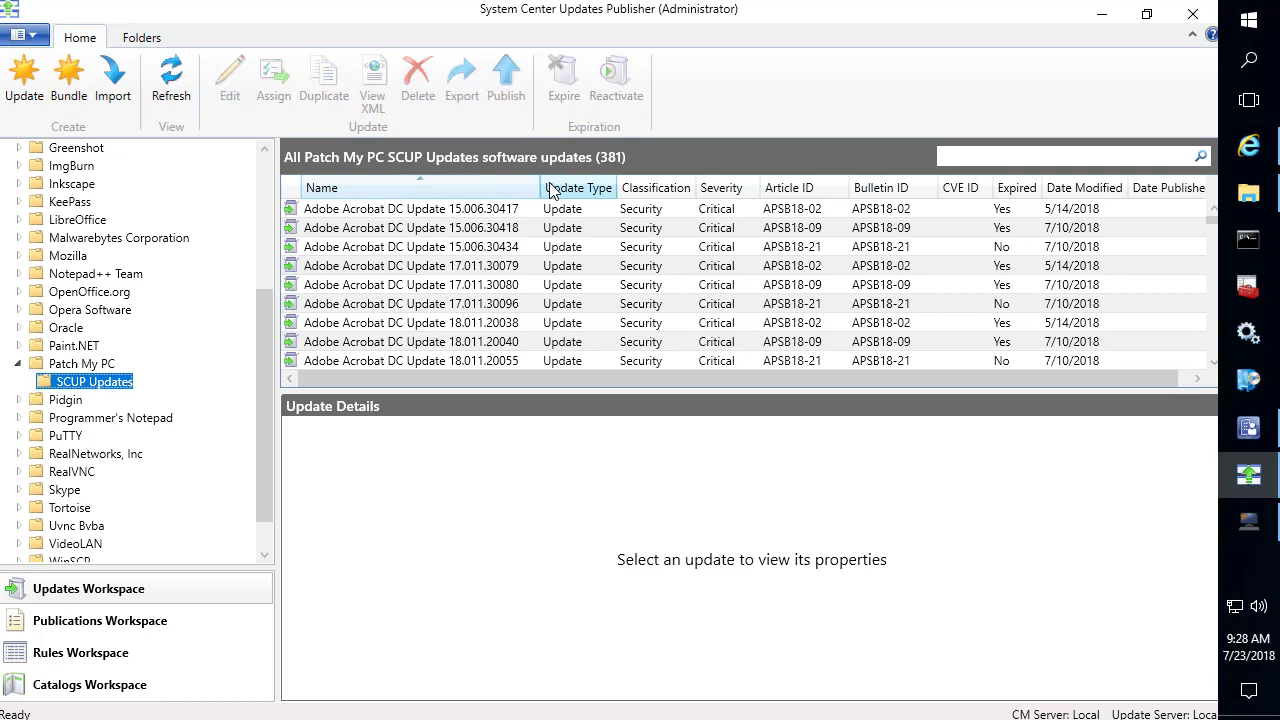 System Center Updates Publisher (Administrator)
Home Folders
Update Bundle Import Refresh Edit Assign Duplicate View XML Delete Export Publish Expire Reactivate
Create View Update Expiration
Greenshot
ImgBurn
Inkscape
KeePass
LibreOffice
Malwarebytes Corporation
Mozilla
Notepad++ Team
OpenOffice.org
Opera Software
Oracle
Paint.NET
Patch My PC
SCUP Updates
Pidgin
Programmer's Notepad
PuTTY
RealNetworks, Inc
RealVNC
Skype
Tortoise
Uvnc Bvba
VideoLAN
WinSCP
Updates Workspace
Publications Workspace
Rules Workspace
Catalogs Workspace
All Patch My PC SCUP Updates software updates (381)
Name Update Type Classification Severity Article ID Bulletin ID CVE ID Expired Date Modified Date Publishe
Adobe Acrobat DC Update 15.006.30417 Update Security Critical APSB18-02 APSB18-02 Yes 5/14/2018
Adobe Acrobat DC Update 15.006.30418 Update Security Critical APSB18-09 APSB18-09 Yes 7/10/2018
Adobe Acrobat DC Update 15.006.30434 Update Security Critical APSB18-21 APSB18-21 No 7/10/2018
Adobe Acrobat DC Update 17.011.30079 Update Security Critical APSB18-02 APSB18-02 Yes 5/14/2018
Adobe Acrobat DC Update 17.011.30080 Update Security Critical APSB18-09 APSB18-09 Yes 7/10/2018
Adobe Acrobat DC Update 17.011.30096 Update Security Critical APSB18-21 APSB18-21 No 7/10/2018
Adobe Acrobat DC Update 18.011.20038 Update Security Critical APSB18-02 APSB18-02 Yes 5/14/2018
Adobe Acrobat DC Update 18.011.20040 Update Security Critical APSB18-09 APSB18-09 Yes 7/10/2018
Adobe Acrobat DC Update 18.011.20055 Update Security Critical APSB18-21 APSB18-21 No 7/10/2018
Update Details
Select an update to view its properties
Ready CM Server: Local Update Server: Loca
9:28 AM
7/23/2018